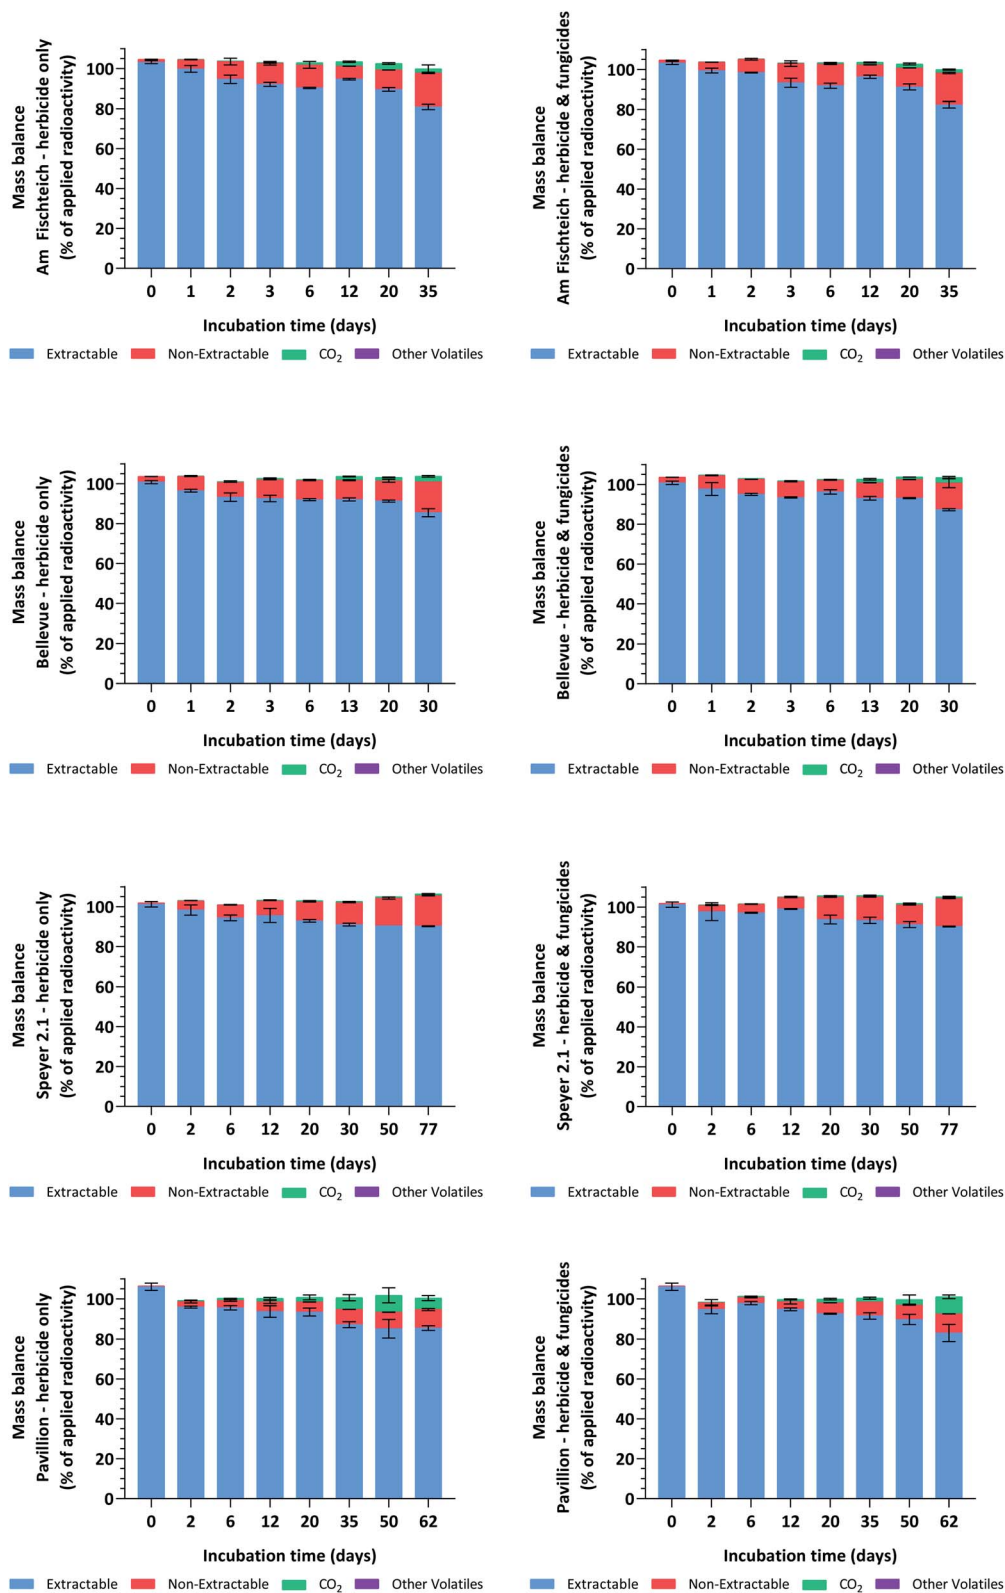 Mass balance
Am Fischteich - herbicide only
(% of applied radioactivity)
100
80
60
40
20
0
0 1 2 3 6 12 20 35
Incubation time (days)
Extractable Non-Extractable CO₂ Other Volatiles
Mass balance
Am Fischteich - herbicide & fungicides
(% of applied radioactivity)
100
80
60
40
20
0
0 1 2 3 6 12 20 35
Incubation time (days)
Extractable Non-Extractable CO₂ Other Volatiles
Mass balance
Bellevue - herbicide only
(% of applied radioactivity)
100
80
60
40
20
0
0 1 2 3 6 13 20 30
Incubation time (days)
Extractable Non-Extractable CO₂ Other Volatiles
Mass balance
Bellevue - herbicide & fungicides
(% of applied radioactivity)
100
80
60
40
20
0
0 1 2 3 6 13 20 30
Incubation time (days)
Extractable Non-Extractable CO₂ Other Volatiles
Mass balance
Speyer 2.1 - herbicide only
(% of applied radioactivity)
100
80
60
40
20
0
0 2 6 12 20 30 50 77
Incubation time (days)
Extractable Non-Extractable CO₂ Other Volatiles
Mass balance
Speyer 2.1 - herbicide & fungicides
(% of applied radioactivity)
100
80
60
40
20
0
0 2 6 12 20 30 50 77
Incubation time (days)
Extractable Non-Extractable CO₂ Other Volatiles
Mass balance
Pavillion - herbicide only
(% of applied radioactivity)
100
80
60
40
20
0
0 2 6 12 20 35 50 62
Incubation time (days)
Extractable Non-Extractable CO₂ Other Volatiles
Mass balance
Pavillion - herbicide & fungicides
(% of applied radioactivity)
100
80
60
40
20
0
0 2 6 12 20 35 50 62
Incubation time (days)
Extractable Non-Extractable CO₂ Other Volatiles